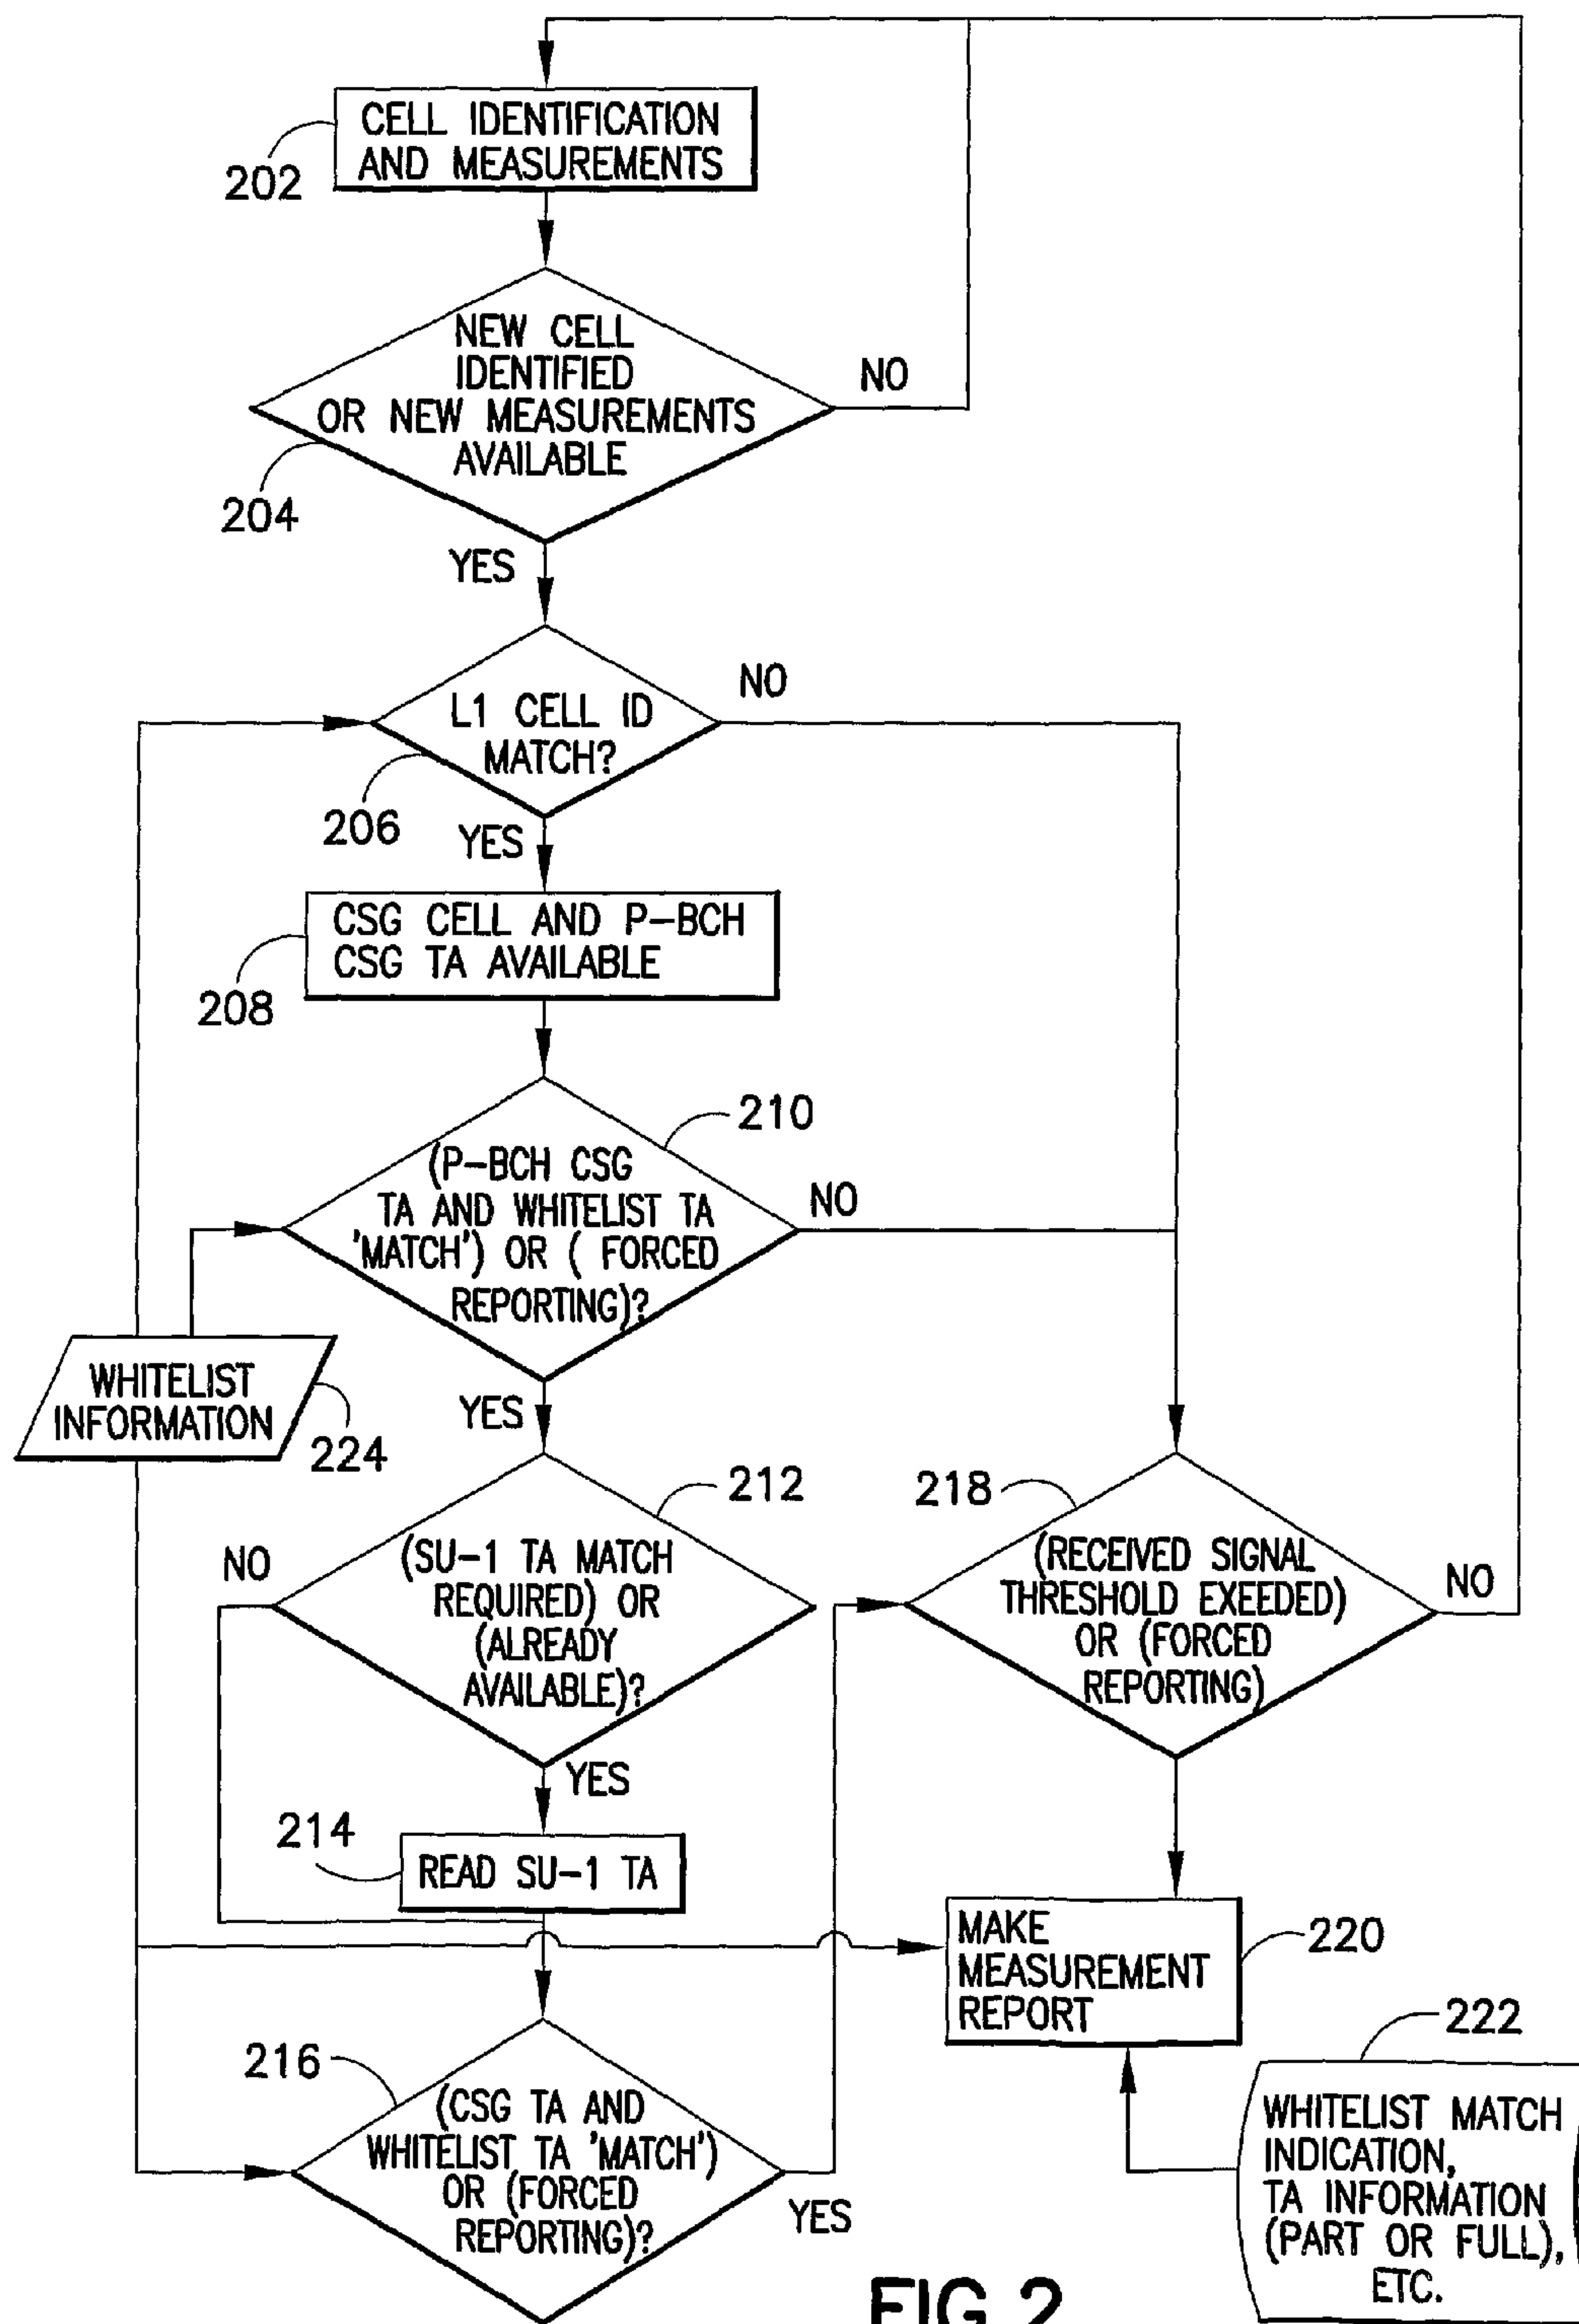 CELL IDENTIFICATION
AND MEASUREMENTS
202
NEW CELL
IDENTIFIED
OR NEW MEASUREMENTS
AVAILABLE
NO
204
YES
L1 CELL ID
MATCH?
NO
206
YES
CSG CELL AND P-BCH
CSG TA AVAILABLE
208
210
(P-BCH CSG
TA AND WHITELIST TA
'MATCH') OR ( FORCED
REPORTING)?
NO
WHITELIST
INFORMATION
224
YES
212
(SU-1 TA MATCH
REQUIRED) OR
(ALREADY
AVAILABLE)?
NO
YES
218
(RECEIVED SIGNAL
THRESHOLD EXEEDED)
OR (FORCED
REPORTING)
NO
214
READ SU-1 TA
MAKE
MEASUREMENT
REPORT
220
216
(CSG TA AND
WHITELIST TA 'MATCH')
OR (FORCED
REPORTING)?
YES
222
WHITELIST MATCH
INDICATION,
TA INFORMATION
(PART OR FULL),
ETC.
FIG.2